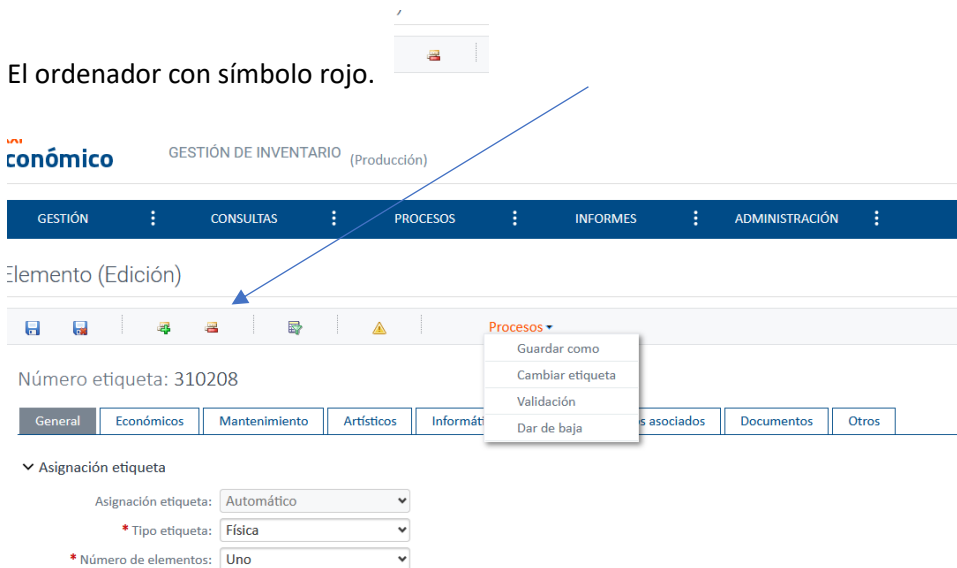 El ordenador con símbolo rojo.
conómico
GESTIÓN DE INVENTARIO (Producción)
GESTIÓN CONSULTAS PROCESOS INFORMES ADMINISTRACIÓN
Elemento (Edición)
Procesos
Guardar como
Cambiar etiqueta
Validación
Dar de baja
Número etiqueta: 310208
General Económicos Mantenimiento Artísticos Informáti s asociados Documentos Otros
Asignación etiqueta
Asignación etiqueta: Automático
* Tipo etiqueta: Física
* Número de elementos: Uno